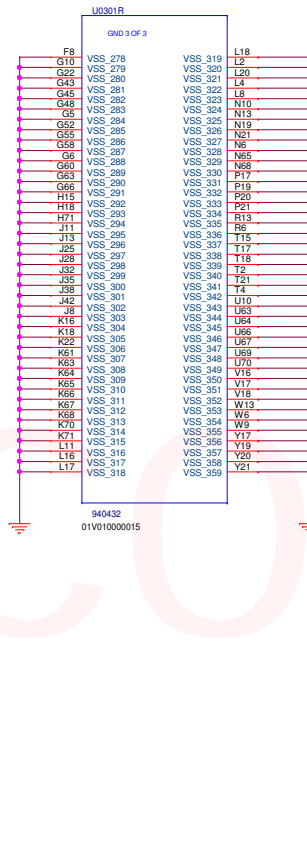 U0301R
GND 3 OF 3
F8 VSS_278 VSS_319 L18
G10 VSS_279 VSS_320 L2
G22 VSS_280 VSS_321 L20
G43 VSS_281 VSS_322 L4
G45 VSS_282 VSS_323 L8
G48 VSS_283 VSS_324 N10
G5 VSS_284 VSS_325 N13
G52 VSS_285 VSS_326 N19
G55 VSS_286 VSS_327 N21
G58 VSS_287 VSS_328 N6
G6 VSS_288 VSS_329 N65
G60 VSS_289 VSS_330 N68
G63 VSS_290 VSS_331 P17
G66 VSS_291 VSS_332 P19
H15 VSS_292 VSS_333 P20
H18 VSS_293 VSS_334 P21
H71 VSS_294 VSS_335 R13
J11 VSS_295 VSS_336 R6
J13 VSS_296 VSS_337 T15
J25 VSS_297 VSS_338 T17
J28 VSS_298 VSS_339 T18
J32 VSS_299 VSS_340 T2
J35 VSS_300 VSS_341 T21
J38 VSS_301 VSS_342 T4
J42 VSS_302 VSS_343 U10
J8 VSS_303 VSS_344 U63
K16 VSS_304 VSS_345 U64
K18 VSS_305 VSS_346 U66
K22 VSS_306 VSS_347 U67
K61 VSS_307 VSS_348 U69
K63 VSS_308 VSS_349 U70
K64 VSS_309 VSS_350 V16
K65 VSS_310 VSS_351 V17
K66 VSS_311 VSS_352 V18
K67 VSS_312 VSS_353 W13
K68 VSS_313 VSS_354 W6
K70 VSS_314 VSS_355 W9
K71 VSS_315 VSS_356 Y17
L11 VSS_316 VSS_357 Y19
L16 VSS_317 VSS_358 Y20
L17 VSS_318 VSS_359 Y21
940432
01V010000015